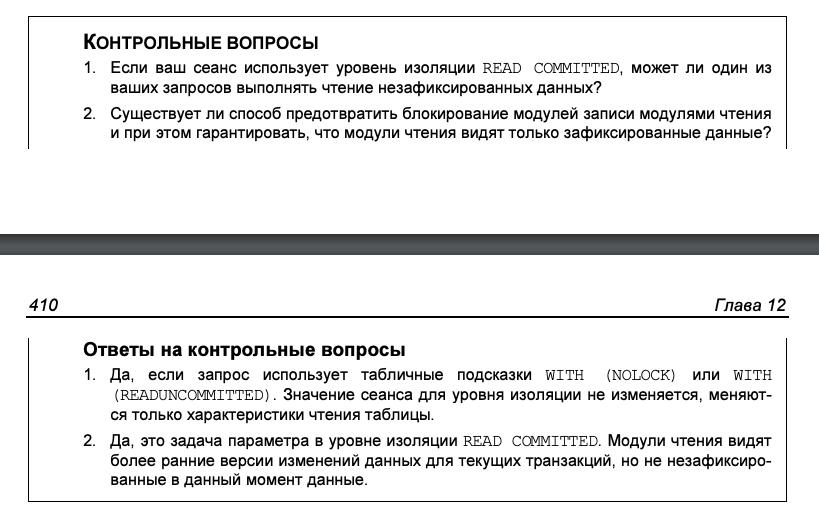 КОНТРОЛЬНЫЕ ВОПРОСЫ
1. Если ваш сеанс использует уровень изоляции READ COMMITTED, может ли один из
ваших запросов выполнять чтение незафиксированных данных?
2. Существует ли способ предотвратить блокирование модулей записи модулями чтения
и при этом гарантировать, что модули чтения видят только зафиксированные данные?
410 Глава 12
Ответы на контрольные вопросы
1. Да, если запрос использует табличные подсказки WITH (NOLOCK) или WITH
(READUNCOMMITTED). Значение сеанса для уровня изоляции не изменяется, меняют-
ся только характеристики чтения таблицы.
2. Да, это задача параметра в уровне изоляции READ COMMITTED. Модули чтения видят
более ранние версии изменений данных для текущих транзакций, но не незафиксиро-
ванные в данный момент данные.